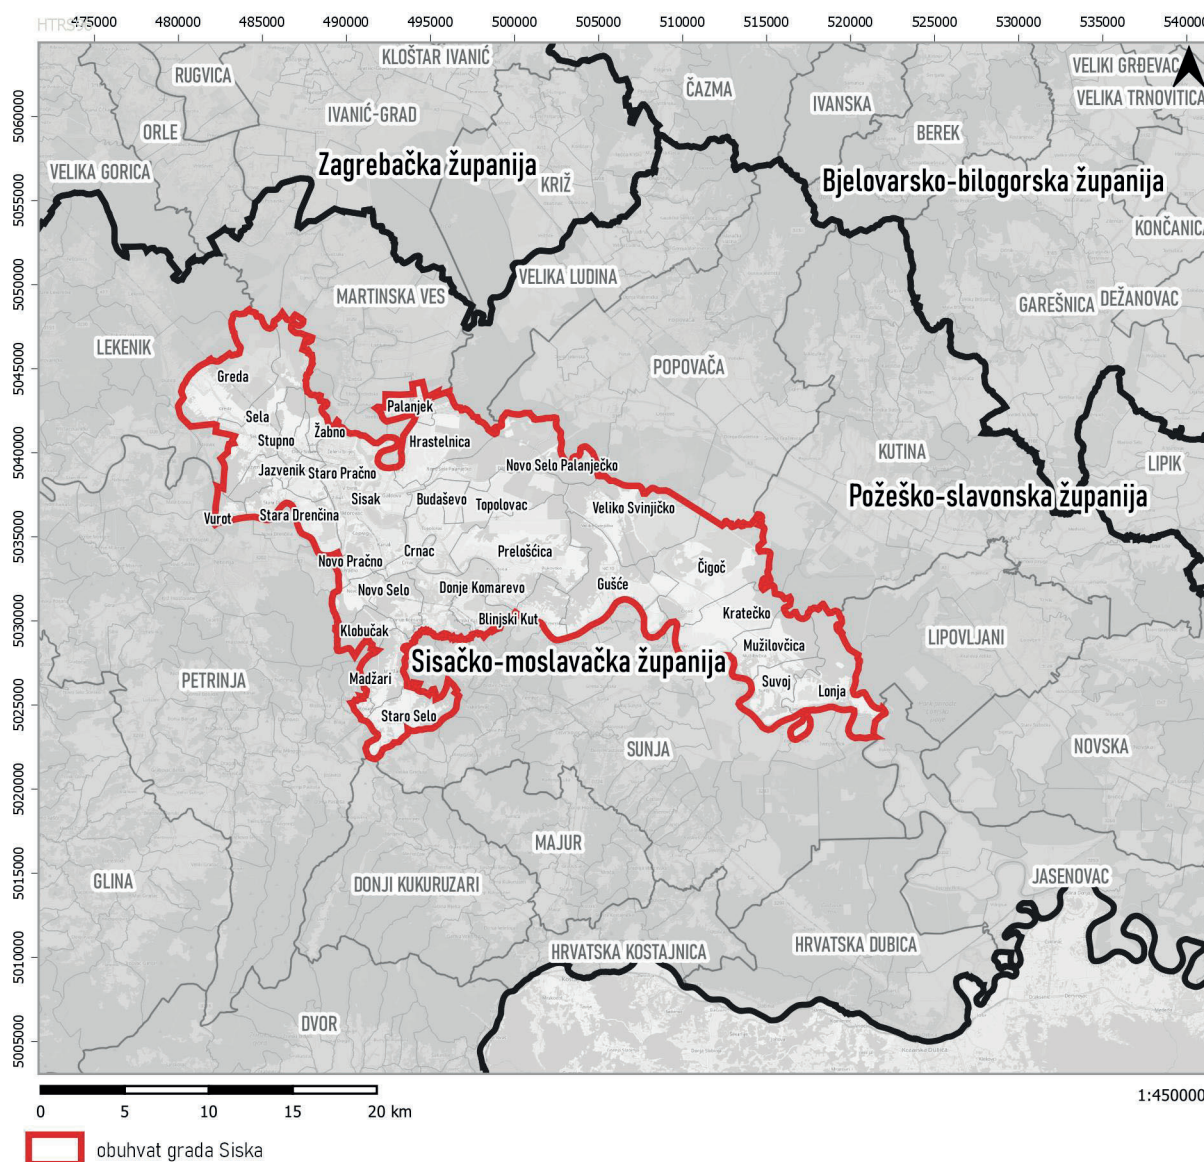 HTRS96
475000 480000 485000 490000 495000 500000 505000 510000 515000 520000 525000 530000 535000 540000
5060000
5055000
5050000
5045000
5040000
5035000
5030000
5025000
5020000
5015000
5010000
5005000
KLOŠTAR IVANIĆ
RUGVICA
VELIKI GRĐEVAC
ČAZMA
IVANSKA
VELIKA TRNOVITICA
IVANIĆ-GRAD
ORLE
BEREK
Zagrebačka županija
VELIKA GORICA
KRIŽ
Bjelovarsko-bilogorska županija
KONČANICA
VELIKA LUDINA
MARTINSKA VES
GAREŠNICA
DEŽANOVAC
LEKENIK
POPOVAČA
Greda
Palanjek
Sela
Žabno
Stupno
Hrastelnica
KUTINA
LIPIK
Novo Selo Palanječko
Jazvenik
Staro Pračno
Požeško-slavonska županija
Sisak
Budaševo
Topolovac
Veliko Svinjičko
Vurot
Stara Drenčina
Crnac
Prelošćica
Novo Pračno
Čigoč
Novo Selo
Donje Komarevo
Gušće
Kratečko
Blinjski Kut
Klobučak
LIPOVLJANI
Mužilovčica
Sisačko-moslavačka županija
PETRINJA
Madžari
Suvoj
Lonja
Staro Selo
SUNJA
NOVSKA
MAJUR
JASENOVAC
GLINA
DONJI KUKURUZARI
HRVATSKA KOSTAJNICA
HRVATSKA DUBICA
DVOR
0 5 10 15 20 km
1:450000
obuhvat grada Siska